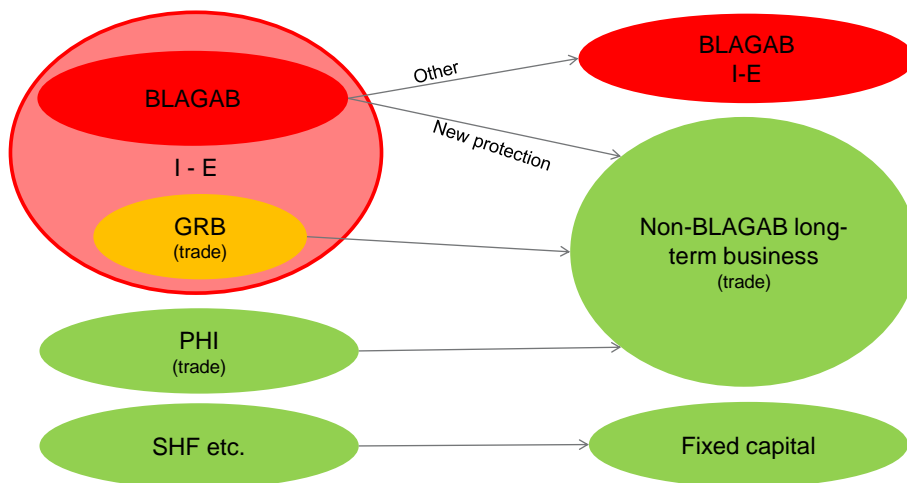 BLAGAB
I - E
GRB
(trade)
PHI
(trade)
SHF etc.
Other
New protection
BLAGAB
I-E
Non-BLAGAB long-
term business
(trade)
Fixed capital